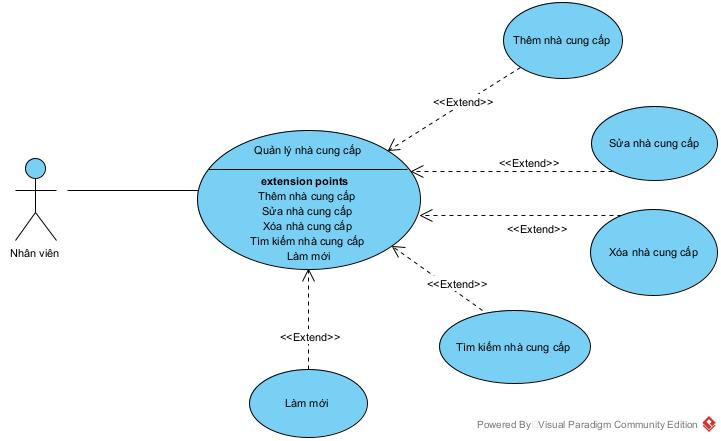 Thêm nhà cung cấp
<<Extend>>
Quản lý nhà cung cấp
Sửa nhà cung cấp
<<Extend>>
extension points
Thêm nhà cung cấp
Sửa nhà cung cấp
Xóa nhà cung cấp
Tìm kiếm nhà cung cấp
Làm mới
<<Extend>>
Xóa nhà cung cấp
Nhân viên
<<Extend>>
<<Extend>>
Tìm kiếm nhà cung cấp
Làm mới
Powered By Visual Paradigm Community Edition